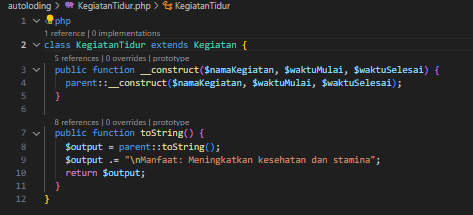 autoloding > KegiatanTidur.php > KegiatanTidur
1 php
1 reference | 0 implementations
2 class KegiatanTidur extends Kegiatan {
5 references | 0 overrides | prototype
3 public function __construct($namaKegiatan, $waktuMulai, $waktuSelesai) {
4 parent::__construct($namaKegiatan, $waktuMulai, $waktuSelesai);
5 }
6
8 references | 0 overrides | prototype
7 public function toString() {
8 $output = parent::toString();
9 $output .= "\nManfaat: Meningkatkan kesehatan dan stamina";
10 return $output;
11 }
12 }